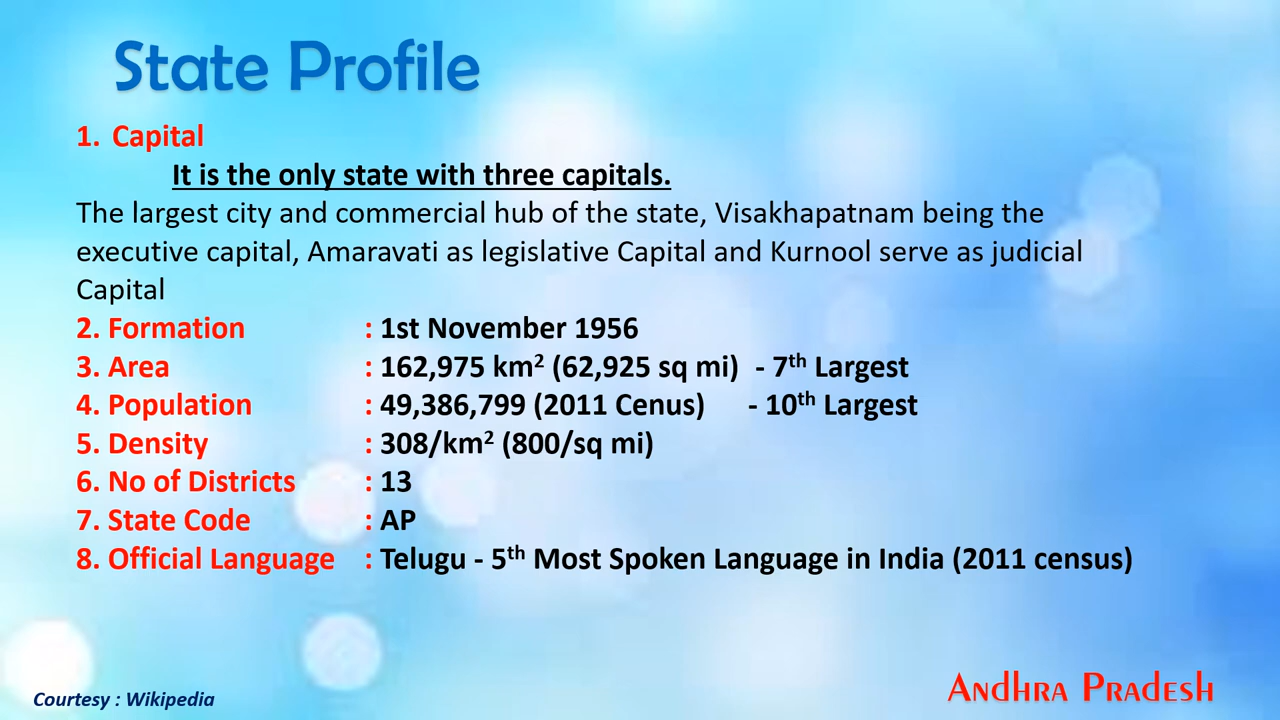 State Profile
1. Capital
It is the only state with three capitals.
The largest city and commercial hub of the state, Visakhapatnam being the
executive capital, Amaravati as legislative Capital and Kurnool serve as judicial
Capital
2. Formation : 1st November 1956
3. Area : 162,975 km² (62,925 sq mi) - 7th Largest
4. Population : 49,386,799 (2011 Cenus) - 10th Largest
5. Density : 308/km² (800/sq mi)
6. No of Districts : 13
7. State Code : AP
8. Official Language : Telugu - 5th Most Spoken Language in India (2011 census)
Courtesy : Wikipedia
Andhra Pradesh